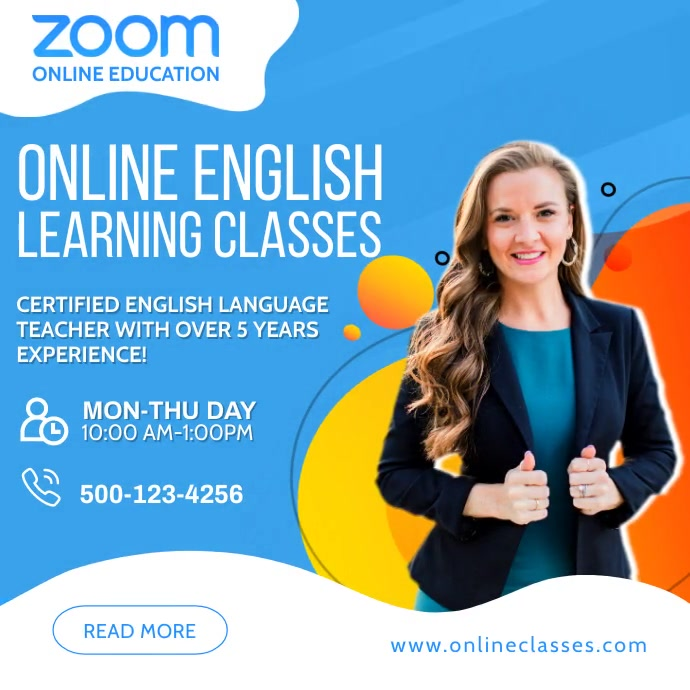 zoom
ONLINE EDUCATION
ONLINE ENGLISH
LEARNING CLASSES
CERTIFIED ENGLISH LANGUAGE
TEACHER WITH OVER 5 YEARS
EXPERIENCE!
MON-THU DAY
10:00 AM-1:00PM
500-123-4256
READ MORE
www.onlineclasses.com